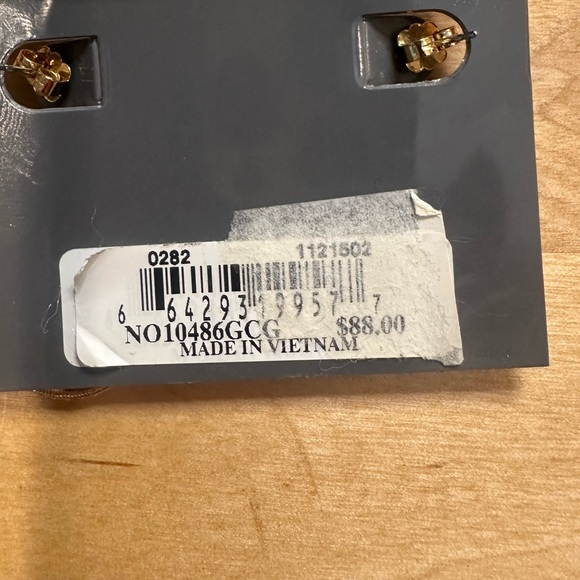 0282 1121502
6 64293 19957 7
NO10486GCG $88.00
MADE IN VIETNAM